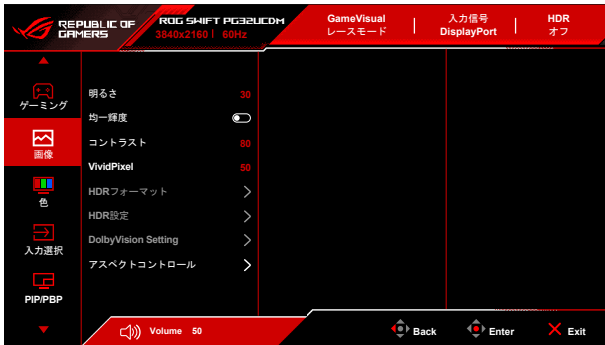 REPUBLIC OF
GAMERS
ROG SWIFT PG32UCDM
3840x2160 60Hz
GameVisual
レースモード
入力信号
DisplayPort
HDR
オフ
ゲーミング
画像
色
入力選択
PIP/PBP
明るさ 30
均一輝度
コントラスト 80
VividPixel 50
HDRフォーマット
HDR設定
DolbyVision Setting
アスペクトコントロール
Volume 50
Back
Enter
Exit